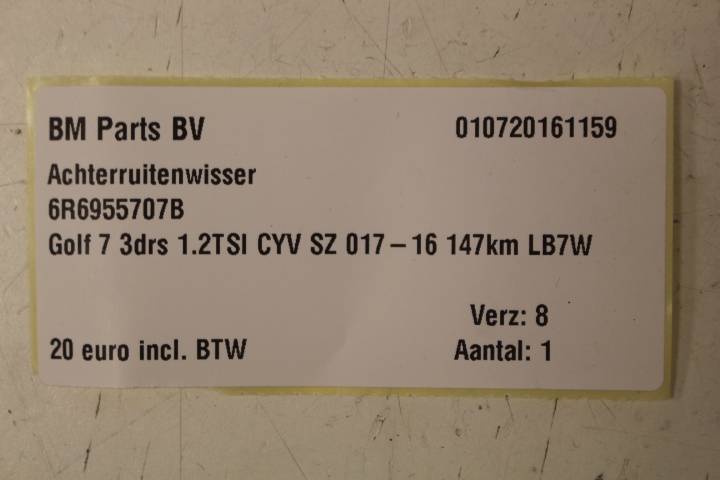 BM Parts BV 010720161159
Achterruitenwisser
6R6955707B
Golf 7 3drs 1.2TSI CYV SZ 017 – 16 147km LB7W
Verz: 8
20 euro incl. BTW Aantal: 1